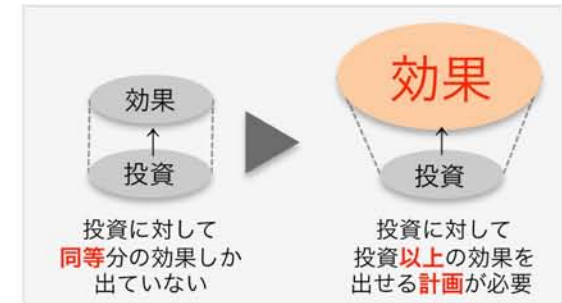 効果
↑
投資
投資に対して
同等分の効果しか
出ていない
効果
↑
投資
投資に対して
投資以上の効果を
出せる計画が必要